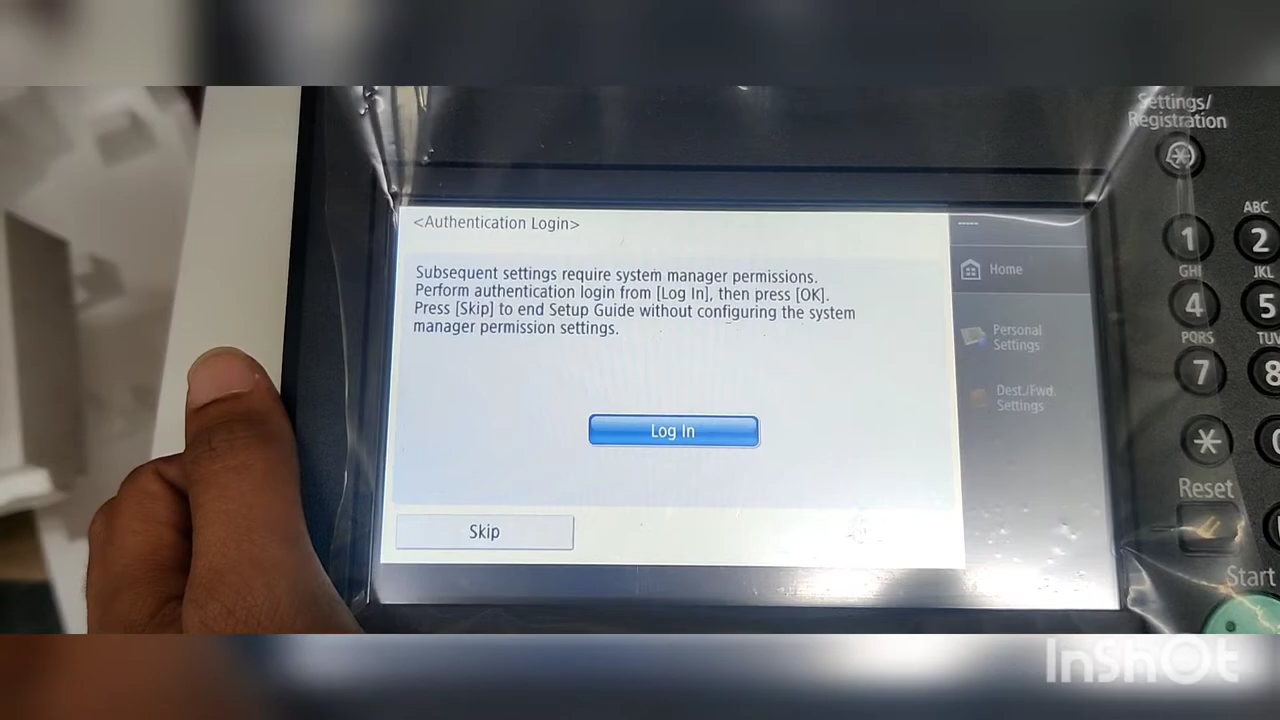 Settings/
Registration
<Authentication Login>
Subsequent settings require system manager permissions.
Perform authentication login from [Log In], then press [OK].
Press [Skip] to end Setup Guide without configuring the system
manager permission settings.
Log In
Skip
----
Home
Personal
Settings
Dest./Fwd.
Settings
ABC
1 2
GHI JKL
4 5
PQRS TUV
7 8
*
Reset
Start
InShOt